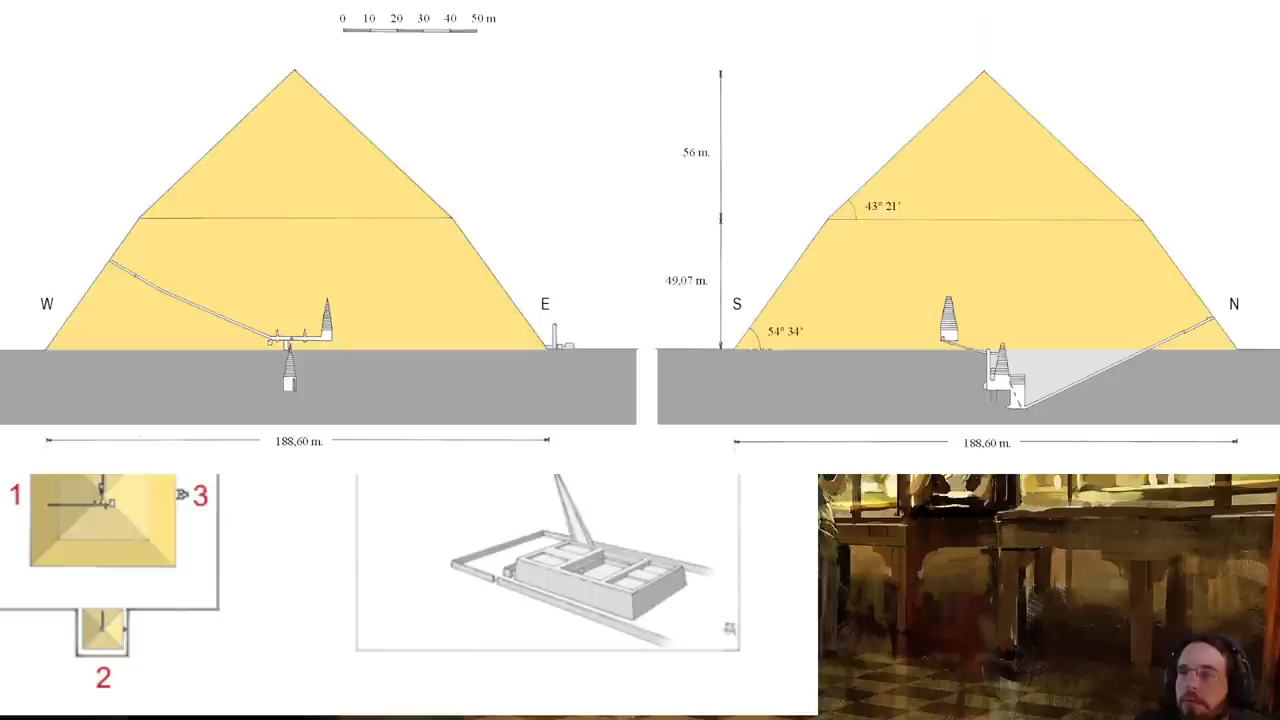 0 10 20 30 40 50 m
56 m.
43° 21'
49,07 m.
W
E
S
N
54° 34'
188,60 m.
188,60 m.
1
3
2